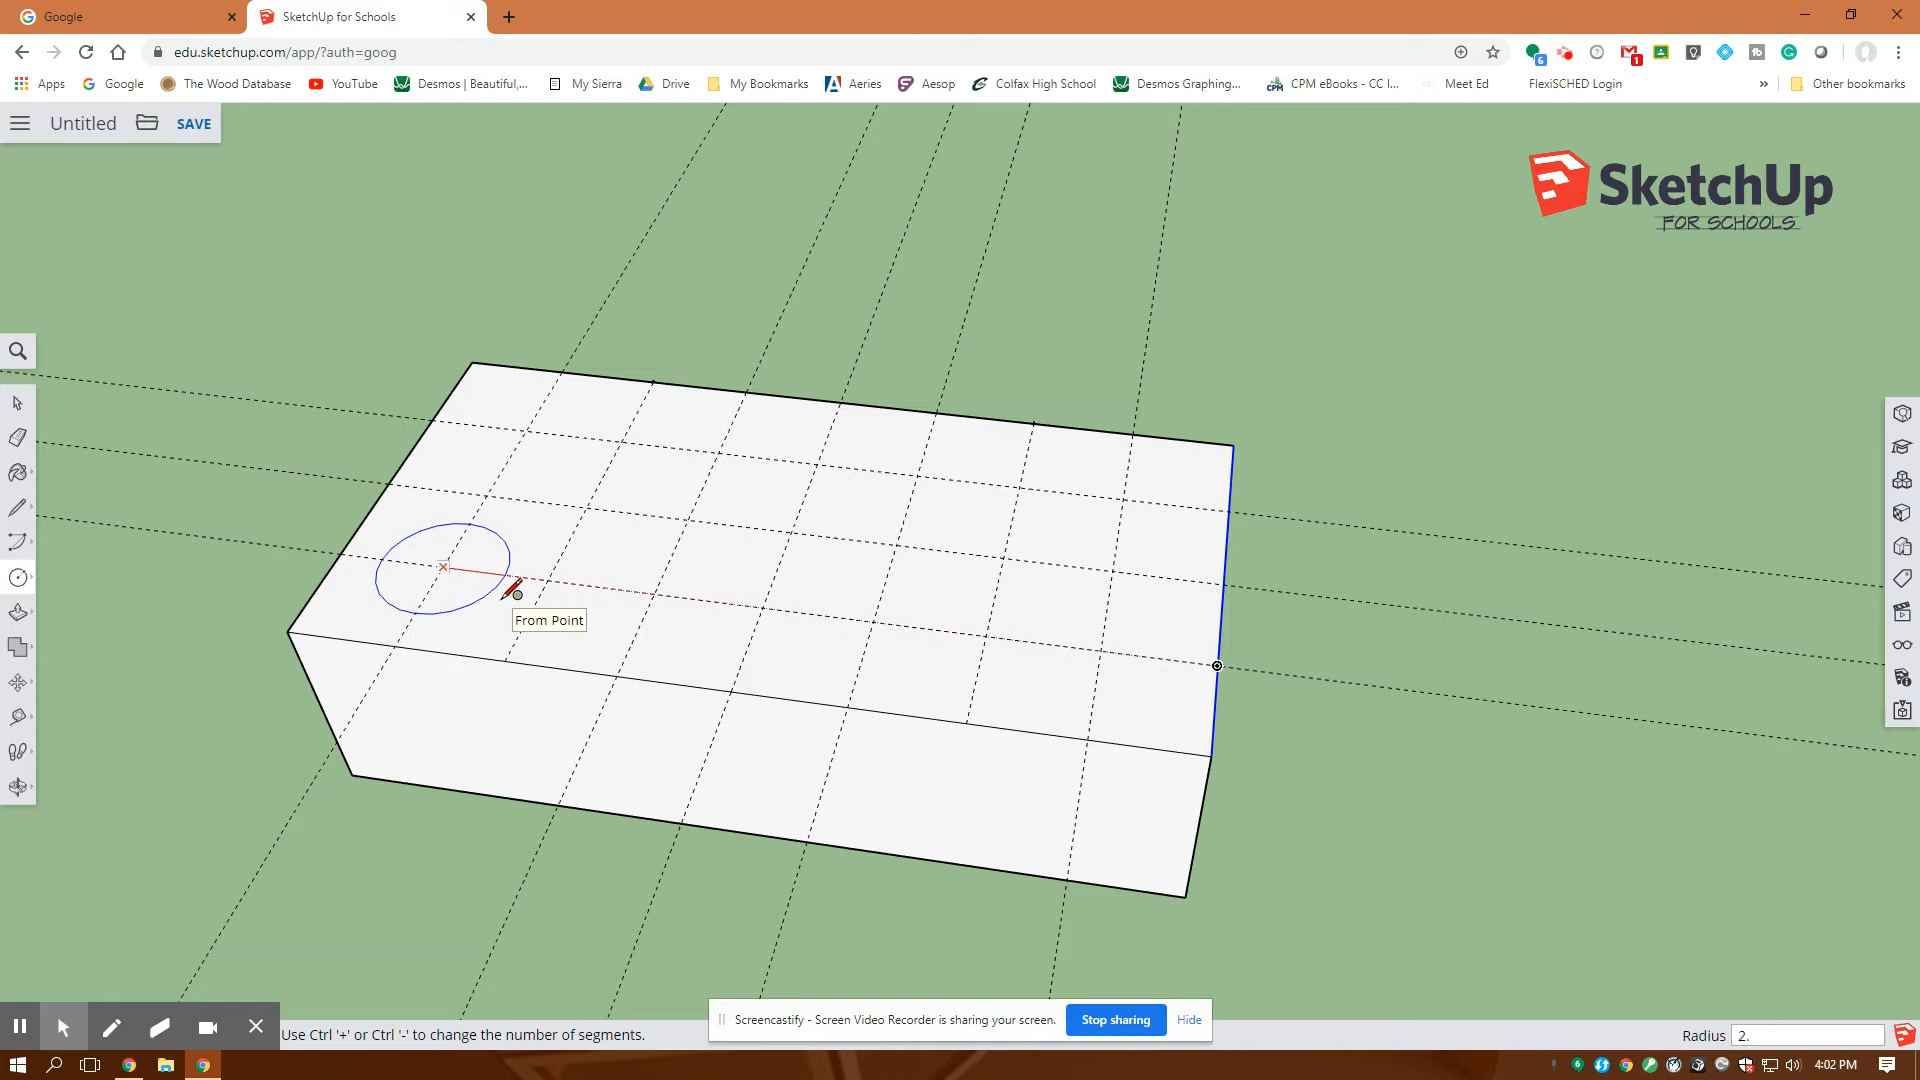 Google
SketchUp for Schools
edu.sketchup.com/app/?auth=goog
6
1
Apps
Google
The Wood Database
YouTube
Desmos | Beautiful,...
My Sierra
Drive
My Bookmarks
Aeries
Aesop
Colfax High School
Desmos Graphing...
CPM
CPM eBooks - CC I...
Meet Ed
FlexiSCHED Login
»
Other bookmarks
Untitled
SAVE
SketchUp
FOR SCHOOLS
From Point
Use Ctrl '+' or Ctrl '-' to change the number of segments.
Screencastify - Screen Video Recorder is sharing your screen.
Stop sharing
Hide
Radius
2.
4:02 PM